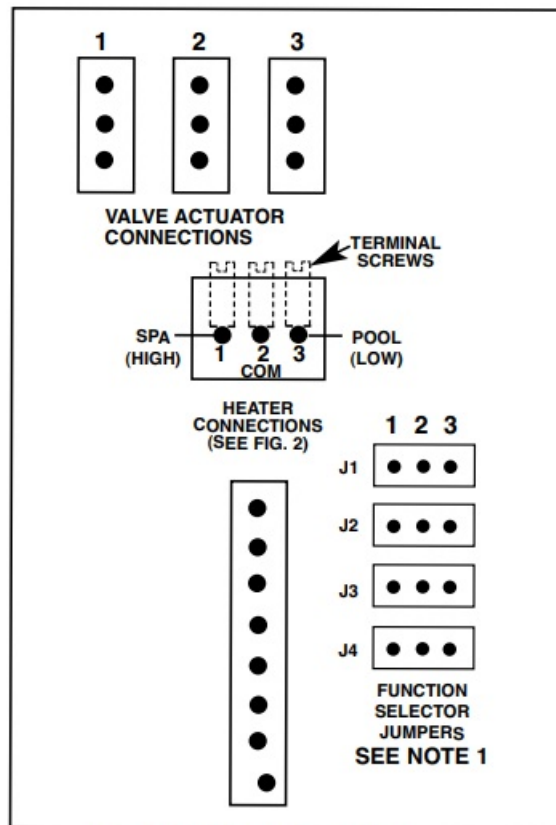 1 2 3
VALVE ACTUATOR
CONNECTIONS
TERMINAL
SCREWS
SPA
(HIGH)
1 2 3
COM
POOL
(LOW)
HEATER
CONNECTIONS
(SEE FIG. 2)
1 2 3
J1
J2
J3
J4
FUNCTION
SELECTOR
JUMPERS
SEE NOTE 1